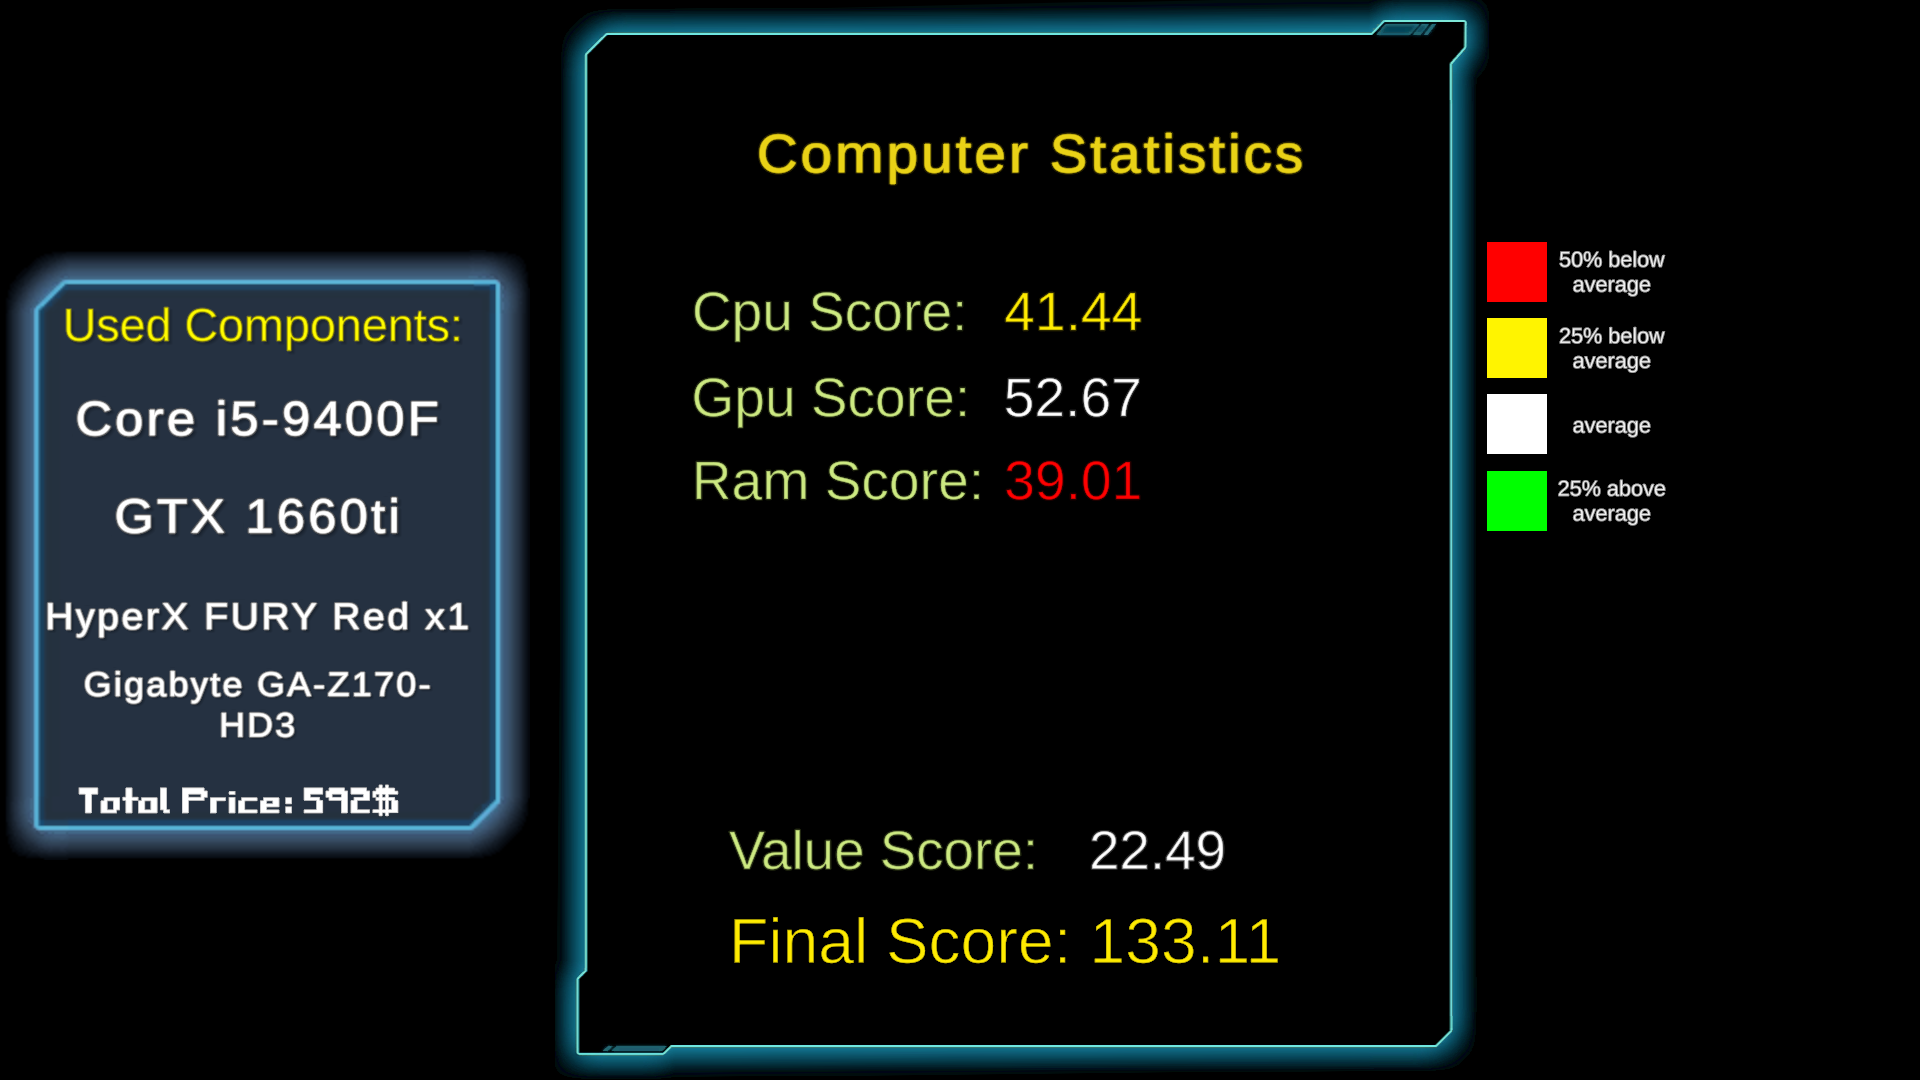 Used Components:
Core i5-9400F
GTX 1660ti
HyperX FURY Red x1
Gigabyte GA-Z170-
HD3
Total Price: 592$
Computer Statistics
Cpu Score: 41.44
Gpu Score: 52.67
Ram Score: 39.01
Value Score: 22.49
Final Score: 133.11
50% below
average
25% below
average
average
25% above
average